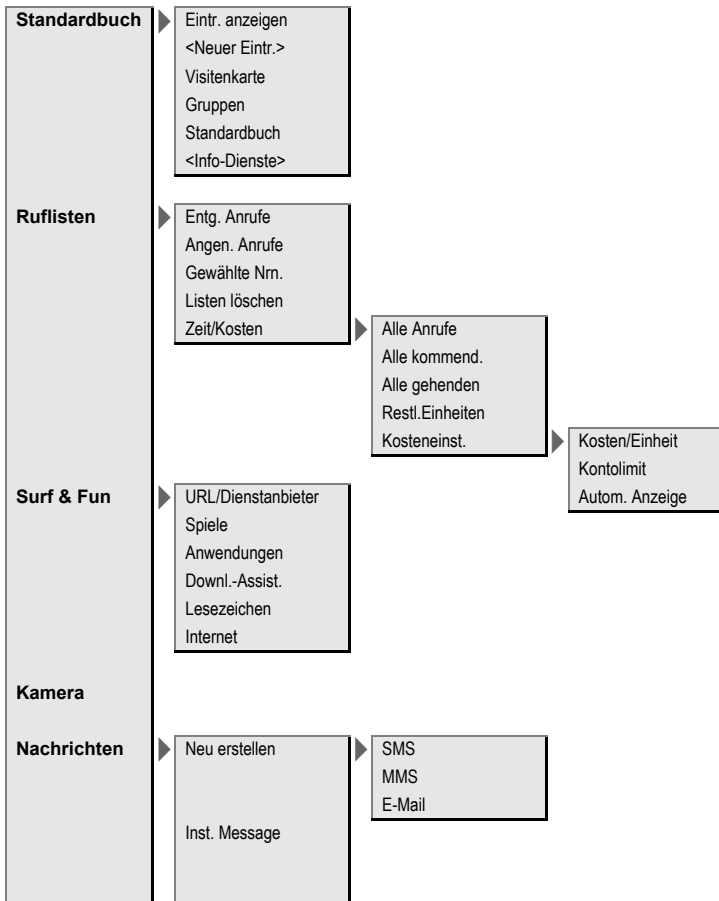 Standardbuch
Eintr. anzeigen
<Neuer Eintr.>
Visitenkarte
Gruppen
Standardbuch
<Info-Dienste>
Ruflisten
Entg. Anrufe
Angen. Anrufe
Gewählte Nrn.
Listen löschen
Zeit/Kosten
Alle Anrufe
Alle kommend.
Alle gehenden
Restl.Einheiten
Kosteneinst.
Kosten/Einheit
Kontolimit
Autom. Anzeige
Surf & Fun
URL/Dienstanbieter
Spiele
Anwendungen
Downl.-Assist.
Lesezeichen
Internet
Kamera
Nachrichten
Neu erstellen
SMS
MMS
E-Mail
Inst. Message